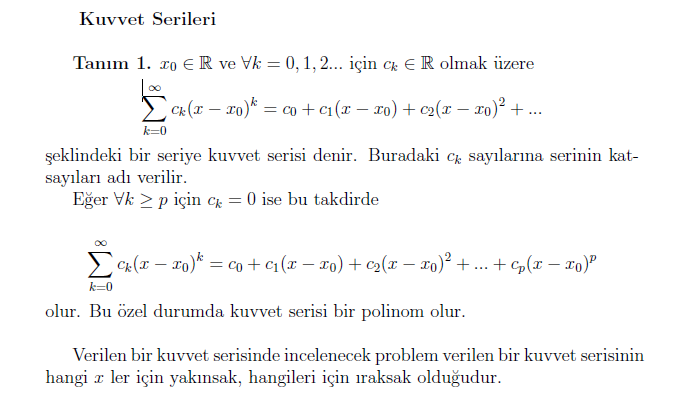 Kuvvet Serileri
Tanım 1. x₀ ∈ ℝ ve ∀k = 0, 1, 2... için cₖ ∈ ℝ olmak üzere
∑_{k=0}^{∞} cₖ(x − x₀)ᵏ = c₀ + c₁(x − x₀) + c₂(x − x₀)² + ...
şeklindeki bir seriye kuvvet serisi denir. Buradaki cₖ sayılarına serinin kat-
sayıları adı verilir.
Eğer ∀k ≥ p için cₖ = 0 ise bu takdirde
∑_{k=0}^{∞} cₖ(x − x₀)ᵏ = c₀ + c₁(x − x₀) + c₂(x − x₀)² + ... + cₚ(x − x₀)ᵖ
olur. Bu özel durumda kuvvet serisi bir polinom olur.
Verilen bir kuvvet serisinde incelenecek problem verilen bir kuvvet serisinin
hangi x ler için yakınsak, hangileri için ıraksak olduğudur.